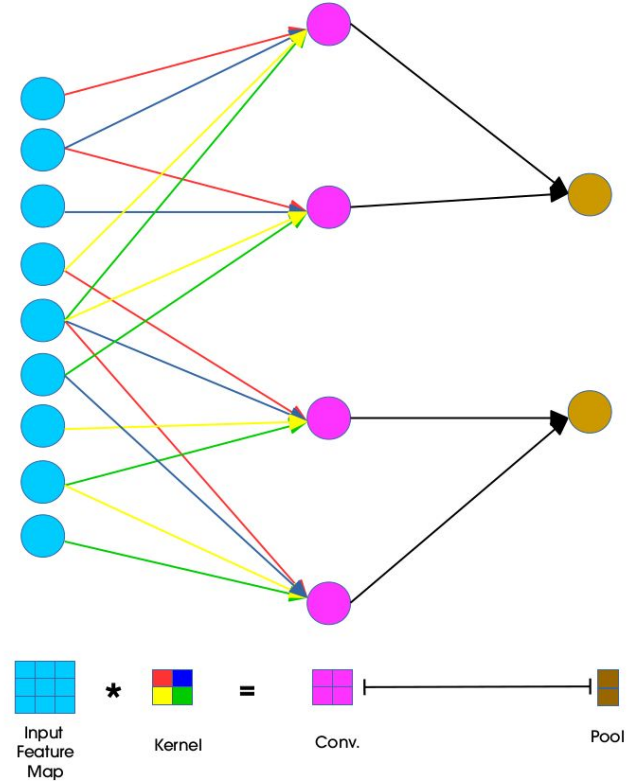 *
=
Input
Feature
Map
Kernel
Conv.
Pool